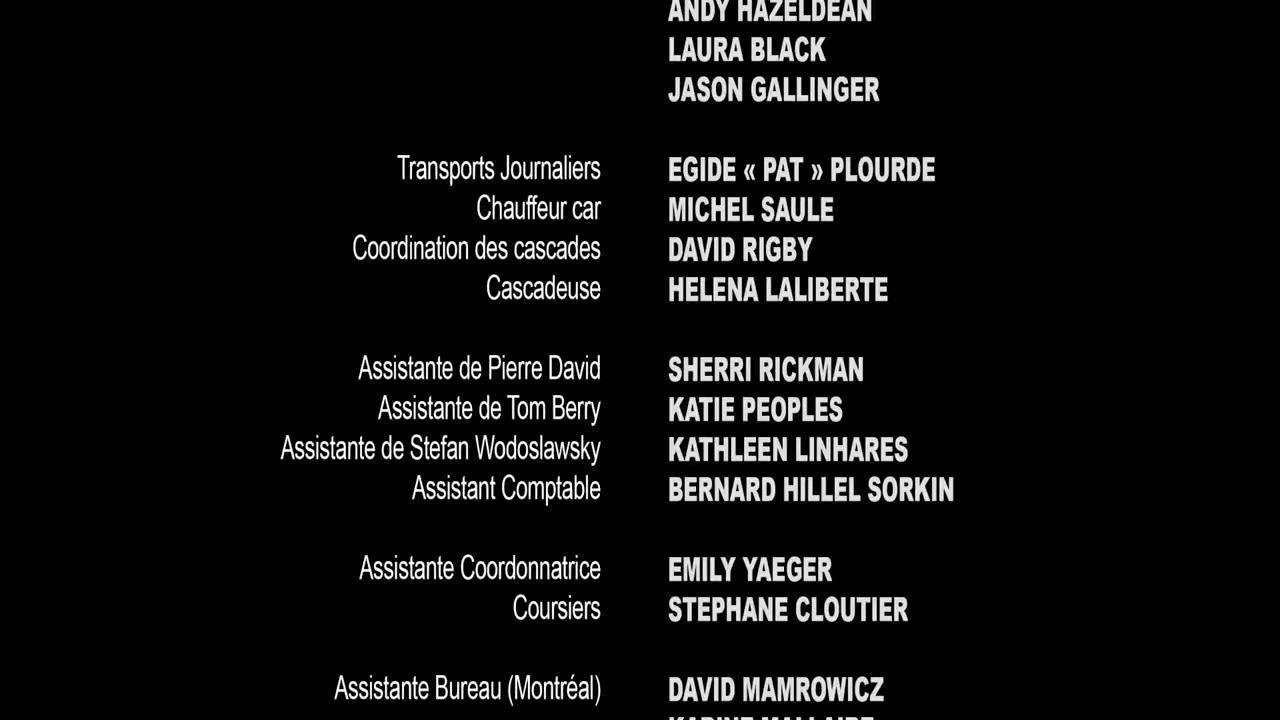 ANDY HAZELDEAN
LAURA BLACK
JASON GALLINGER
Transports Journaliers EGIDE « PAT » PLOURDE
Chauffeur car MICHEL SAULE
Coordination des cascades DAVID RIGBY
Cascadeuse HELENA LALIBERTE
Assistante de Pierre David SHERRI RICKMAN
Assistante de Tom Berry KATIE PEOPLES
Assistante de Stefan Wodoslawsky KATHLEEN LINHARES
Assistant Comptable BERNARD HILLEL SORKIN
Assistante Coordonnatrice EMILY YAEGER
Coursiers STEPHANE CLOUTIER
Assistante Bureau (Montréal) DAVID MAMROWICZ